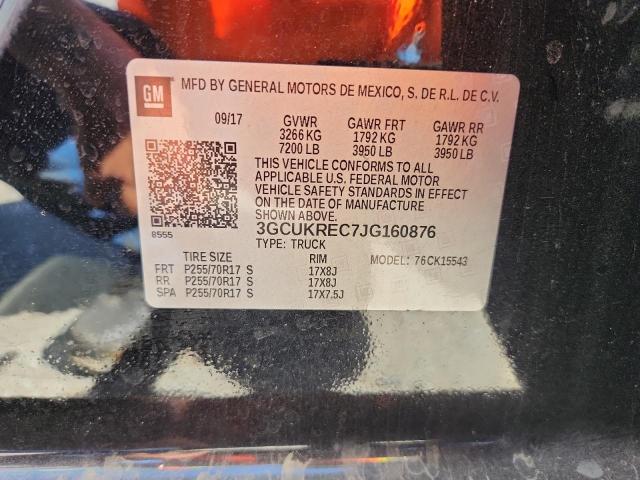 GM
MFD BY GENERAL MOTORS DE MEXICO, S. DE R.L. DE C.V.
09/17 GVWR GAWR FRT GAWR RR
3266 KG 1792 KG 1792 KG
7200 LB 3950 LB 3950 LB
THIS VEHICLE CONFORMS TO ALL
APPLICABLE U.S. FEDERAL MOTOR
VEHICLE SAFETY STANDARDS IN EFFECT
ON THE DATE OF MANUFACTURE
SHOWN ABOVE.
8555 3GCUKREC7JG160876
TYPE: TRUCK
TIRE SIZE RIM MODEL: 76CK15543
FRT P255/70R17 S 17X8J
RR P255/70R17 S 17X8J
SPA P255/70R17 S 17X7.5J